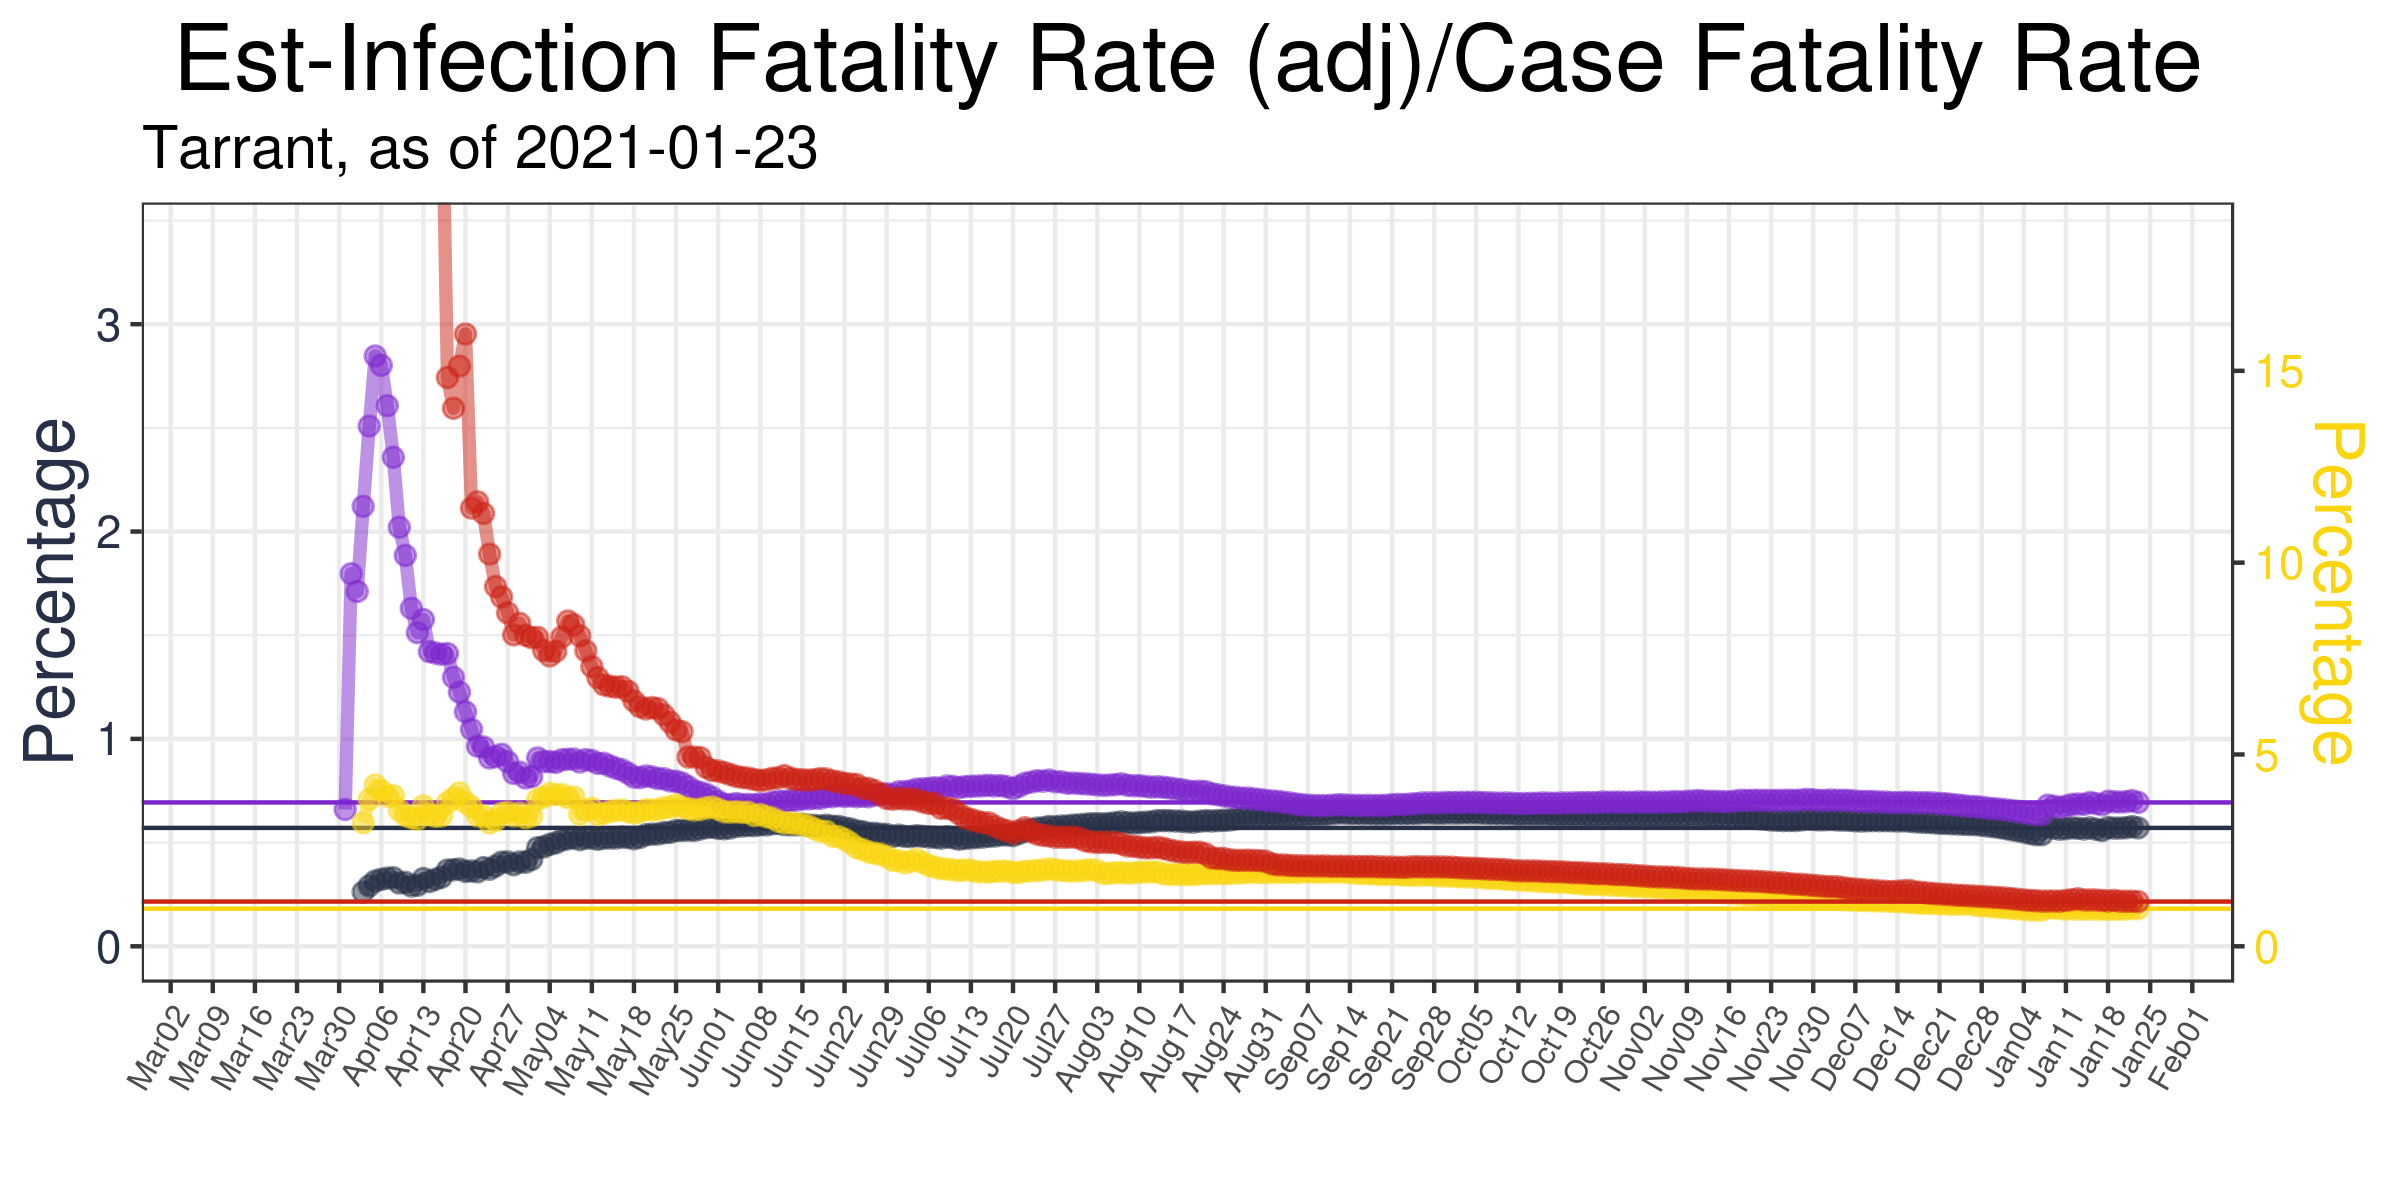 Est-Infection Fatality Rate (adj)/Case Fatality Rate
Tarrant, as of 2021-01-23
Percentage
3
2
1
0
15
10
5
0
Percentage
Mar02
Mar09
Mar16
Mar23
Mar30
Apr06
Apr13
Apr20
Apr27
May04
May11
May18
May25
Jun01
Jun08
Jun15
Jun22
Jun29
Jul06
Jul13
Jul20
Jul27
Aug03
Aug10
Aug17
Aug24
Aug31
Sep07
Sep14
Sep21
Sep28
Oct05
Oct12
Oct19
Oct26
Nov02
Nov09
Nov16
Nov23
Nov30
Dec07
Dec14
Dec21
Dec28
Jan04
Jan11
Jan18
Jan25
Feb01